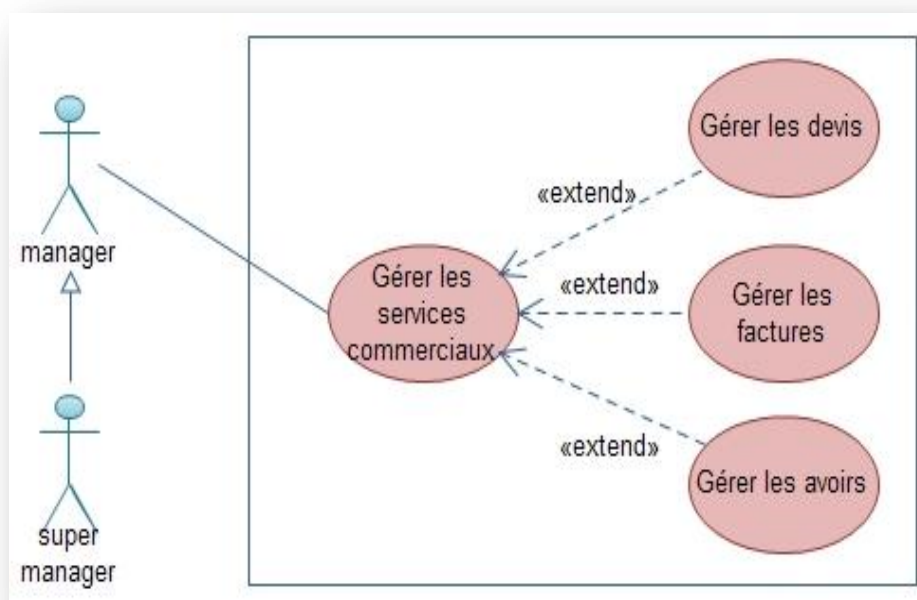 Gérer les devis
«extend»
manager
Gérer les
services
commerciaux
«extend»
Gérer les
factures
«extend»
Gérer les avoirs
super
manager